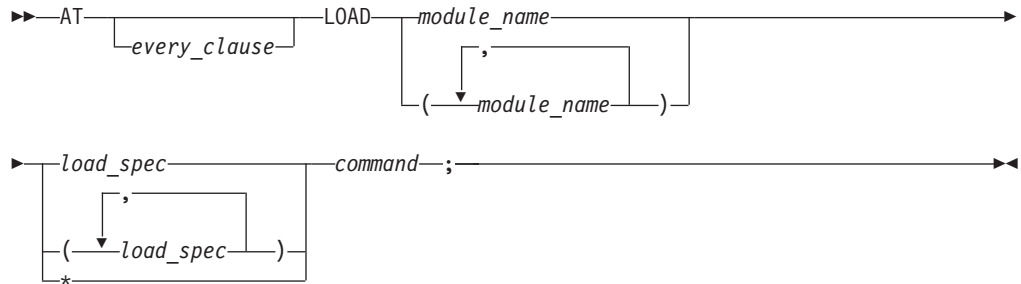 AT LOAD module_name
every_clause ,
( module_name )
load_spec command ;
,
( load_spec )
*